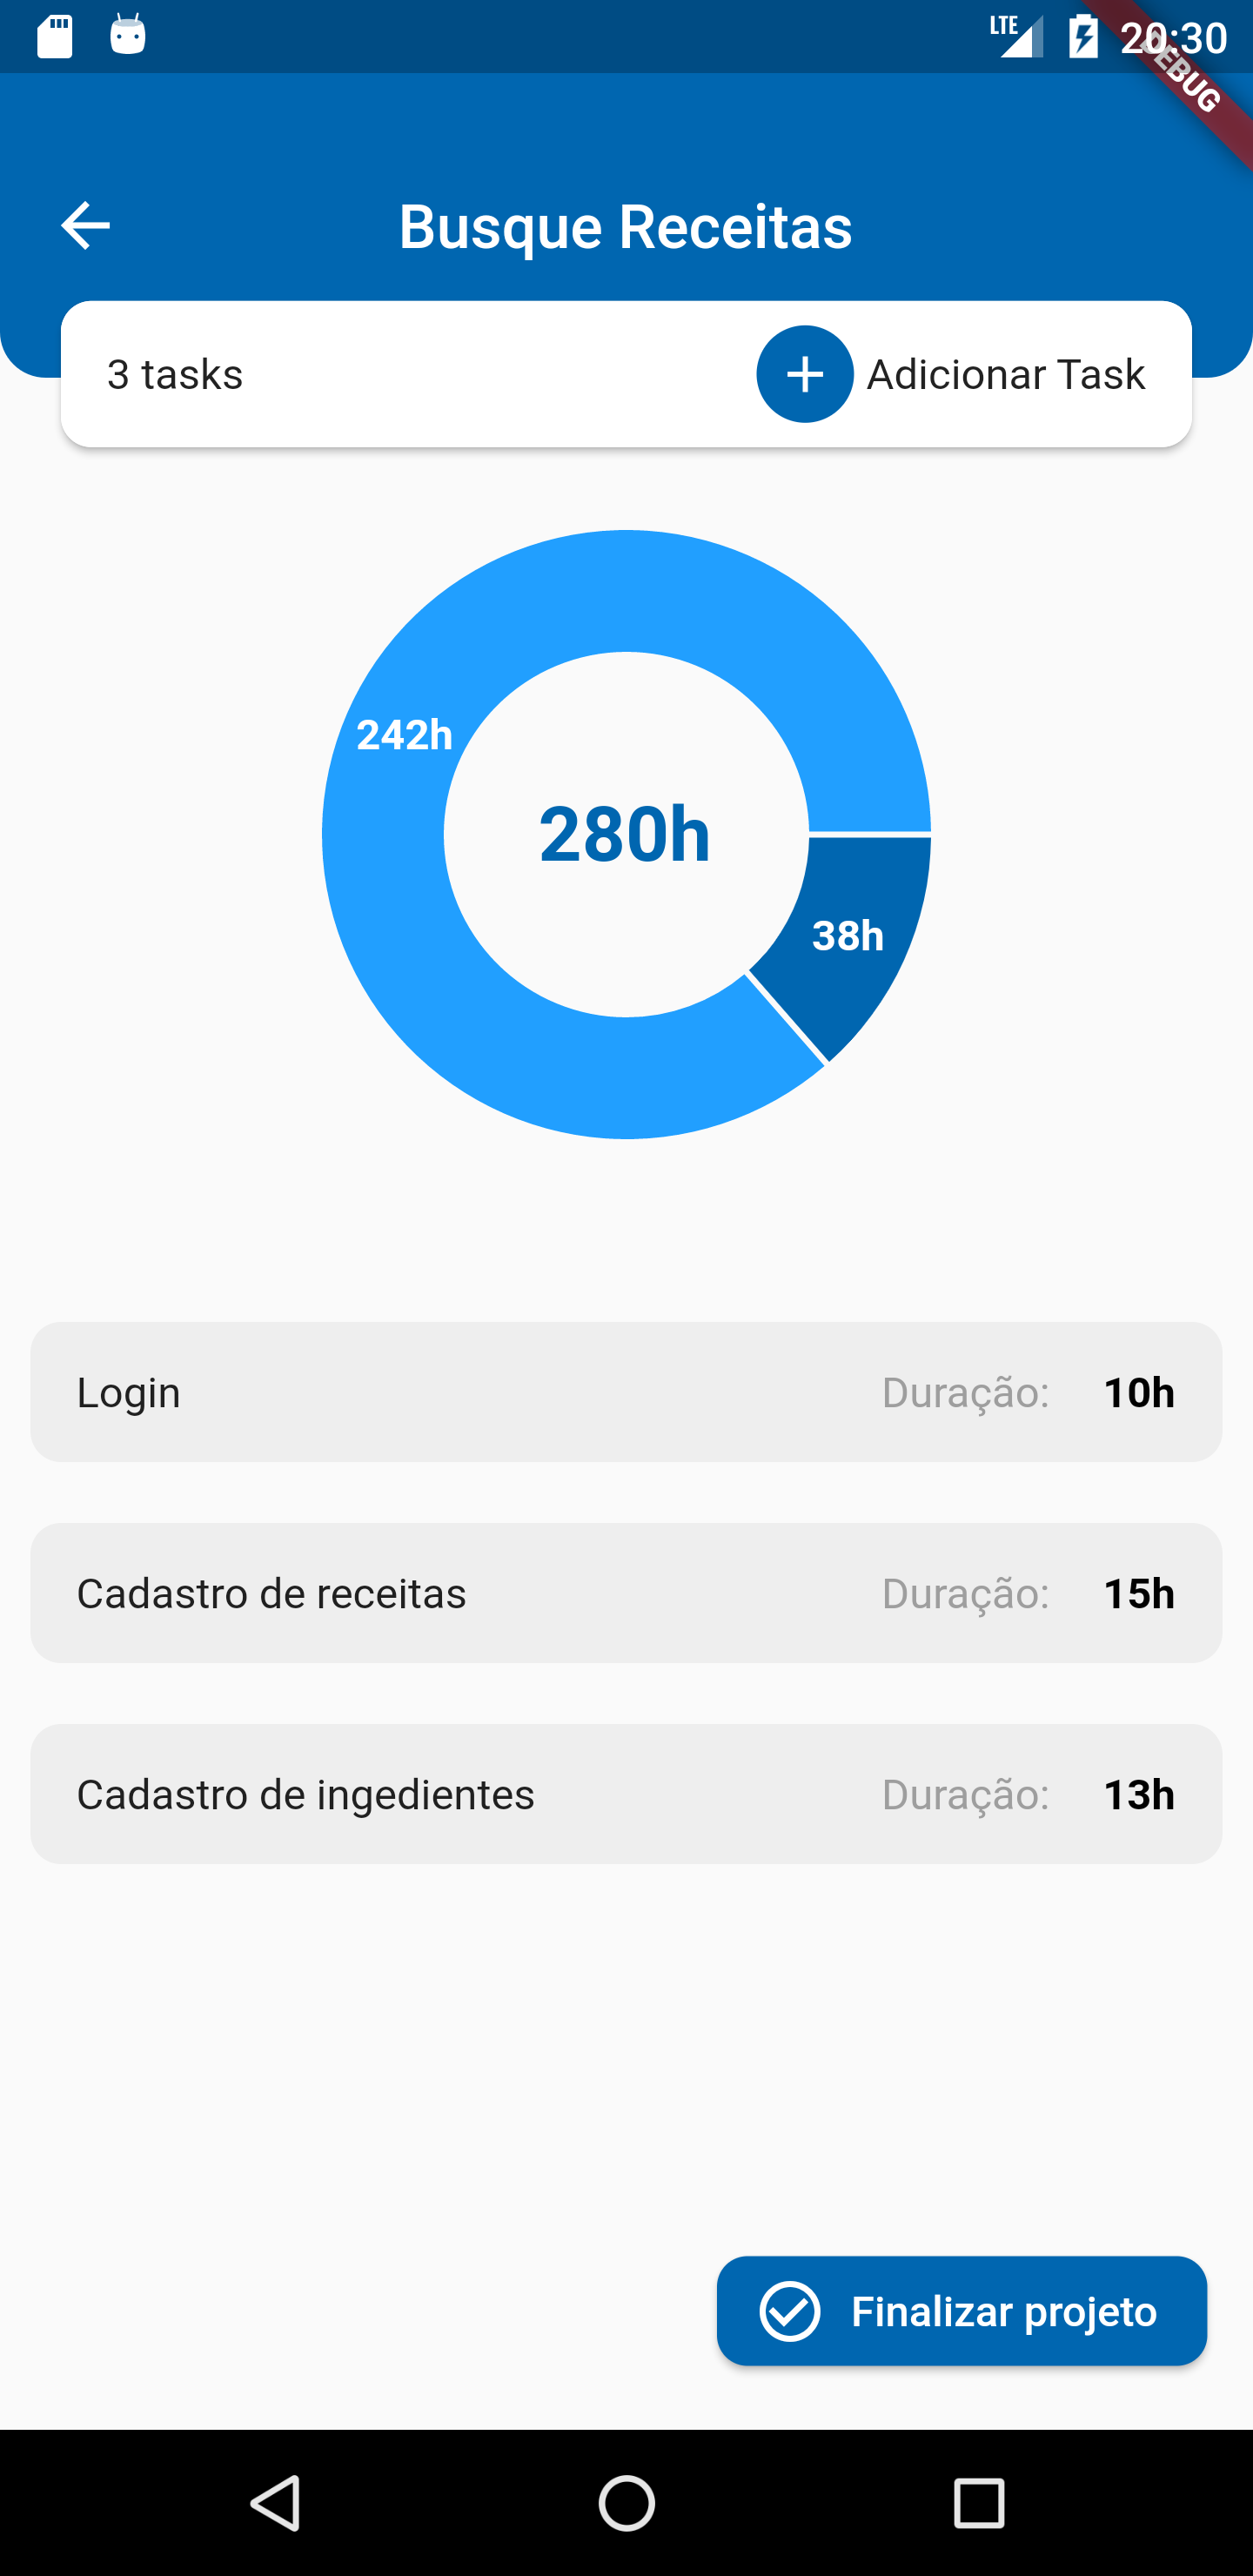 LTE 20:30
DEBUG
Busque Receitas
3 tasks Adicionar Task
242h
280h
38h
Login Duração: 10h
Cadastro de receitas Duração: 15h
Cadastro de ingedientes Duração: 13h
Finalizar projeto